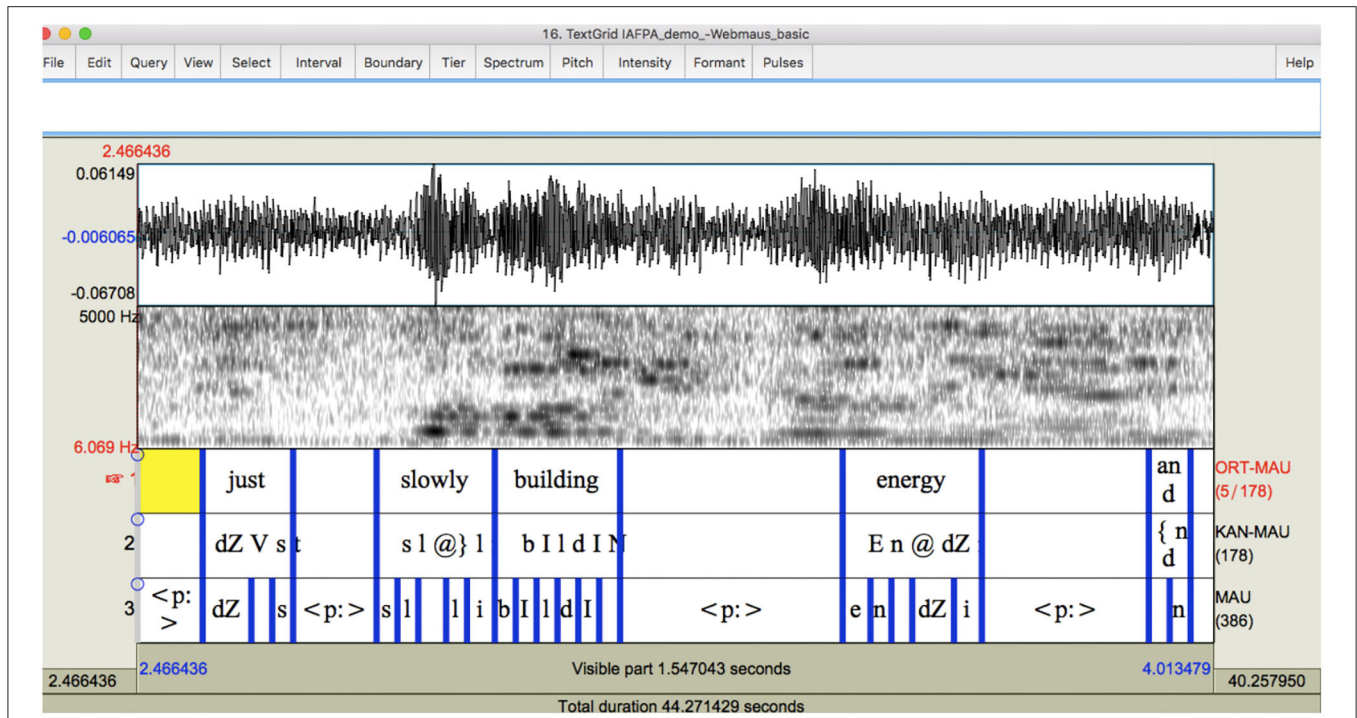 16. TextGrid IAFPA_demo_-Webmaus_basic
File Edit Query View Select Interval Boundary Tier Spectrum Pitch Intensity Formant Pulses Help
2.466436
0.06149
-0.006065
-0.06708
5000 Hz
6.069 Hz
☞ 1 just slowly building energy an ORT-MAU
d (5/178)
2 dZ V s t s l @} l b I l d I N E n @ dZ { n KAN-MAU
d (178)
3 <p: dZ s <p:> s l l i b I l d I <p:> e n dZ i <p:> n MAU
> (386)
2.466436 Visible part 1.547043 seconds 4.013479
2.466436 40.257950
Total duration 44.271429 seconds